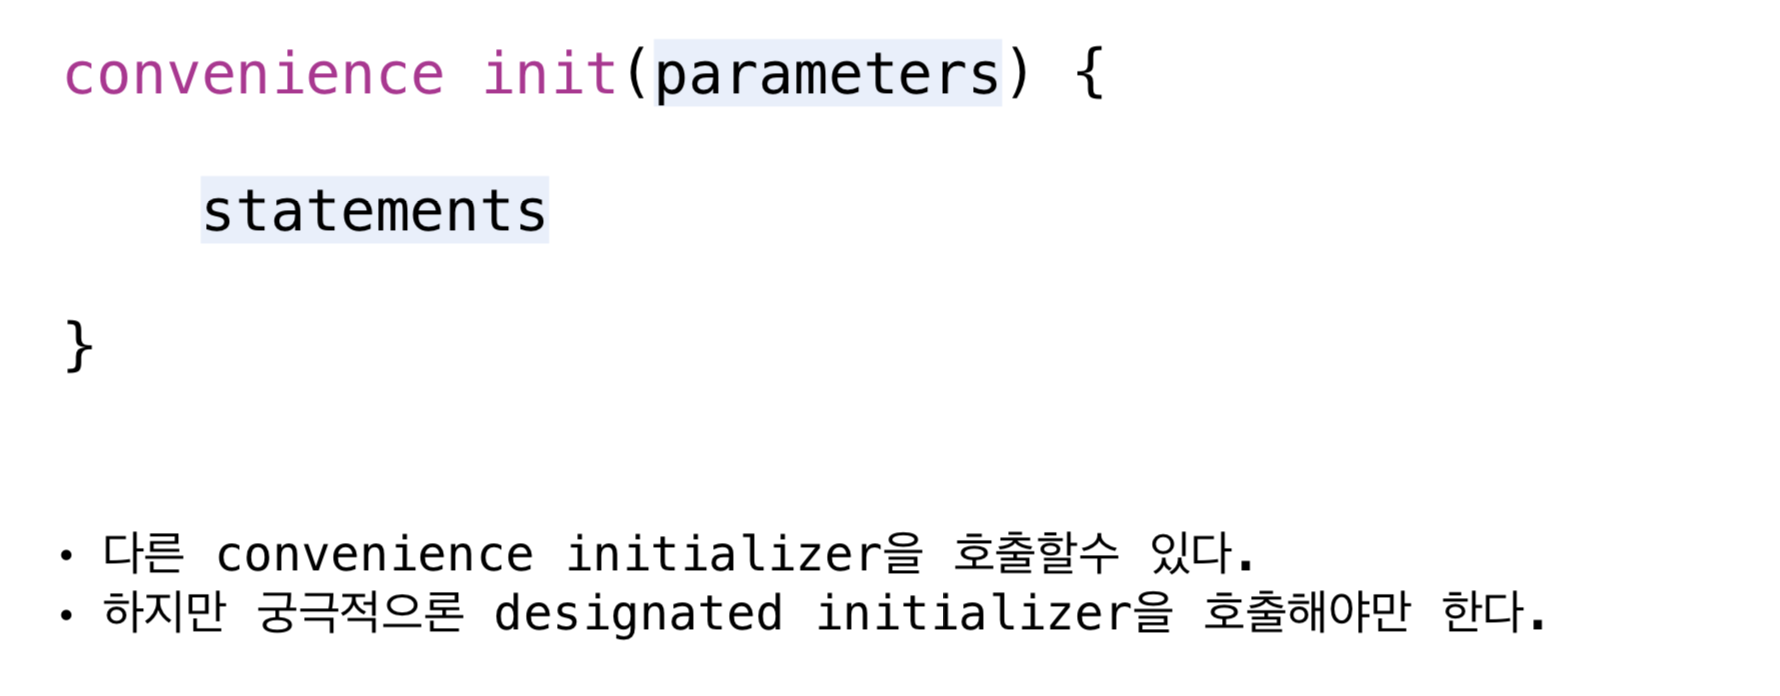 convenience init(parameters) {
statements
}
• 다른 convenience initializer을 호출할수 있다.
• 하지만 궁극적으론 designated initializer을 호출해야만 한다.